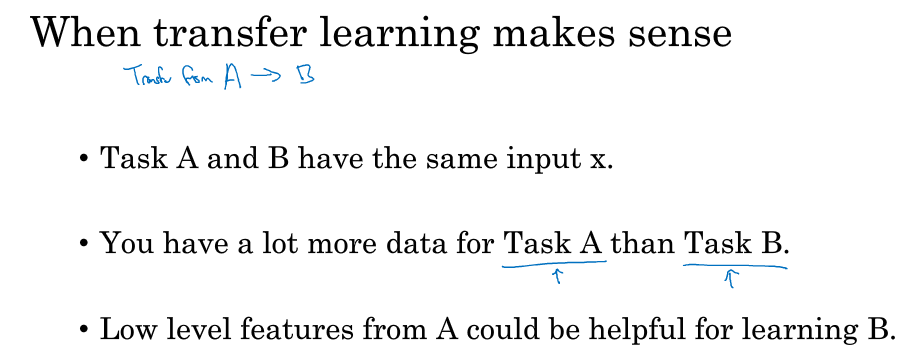 When transfer learning makes sense
Transfer from A → B
• Task A and B have the same input x.
• You have a lot more data for Task A than Task B.
• Low level features from A could be helpful for learning B.